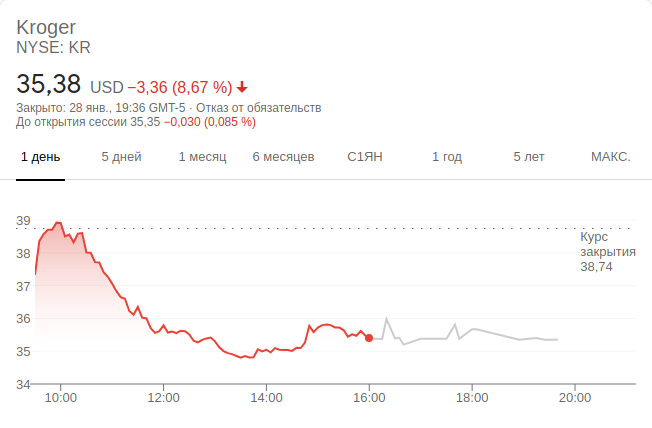 Kroger
NYSE: KR
35,38 USD −3,36 (8,67 %)
Закрыто: 28 янв., 19:36 GMT-5 · Отказ от обязательств
До открытия сессии 35,35 −0,030 (0,085 %)
1 день 5 дней 1 месяц 6 месяцев С1ЯН 1 год 5 лет МАКС.
39
Курс
закрытия
38,74
38
37
36
35
34
10:00 12:00 14:00 16:00 18:00 20:00